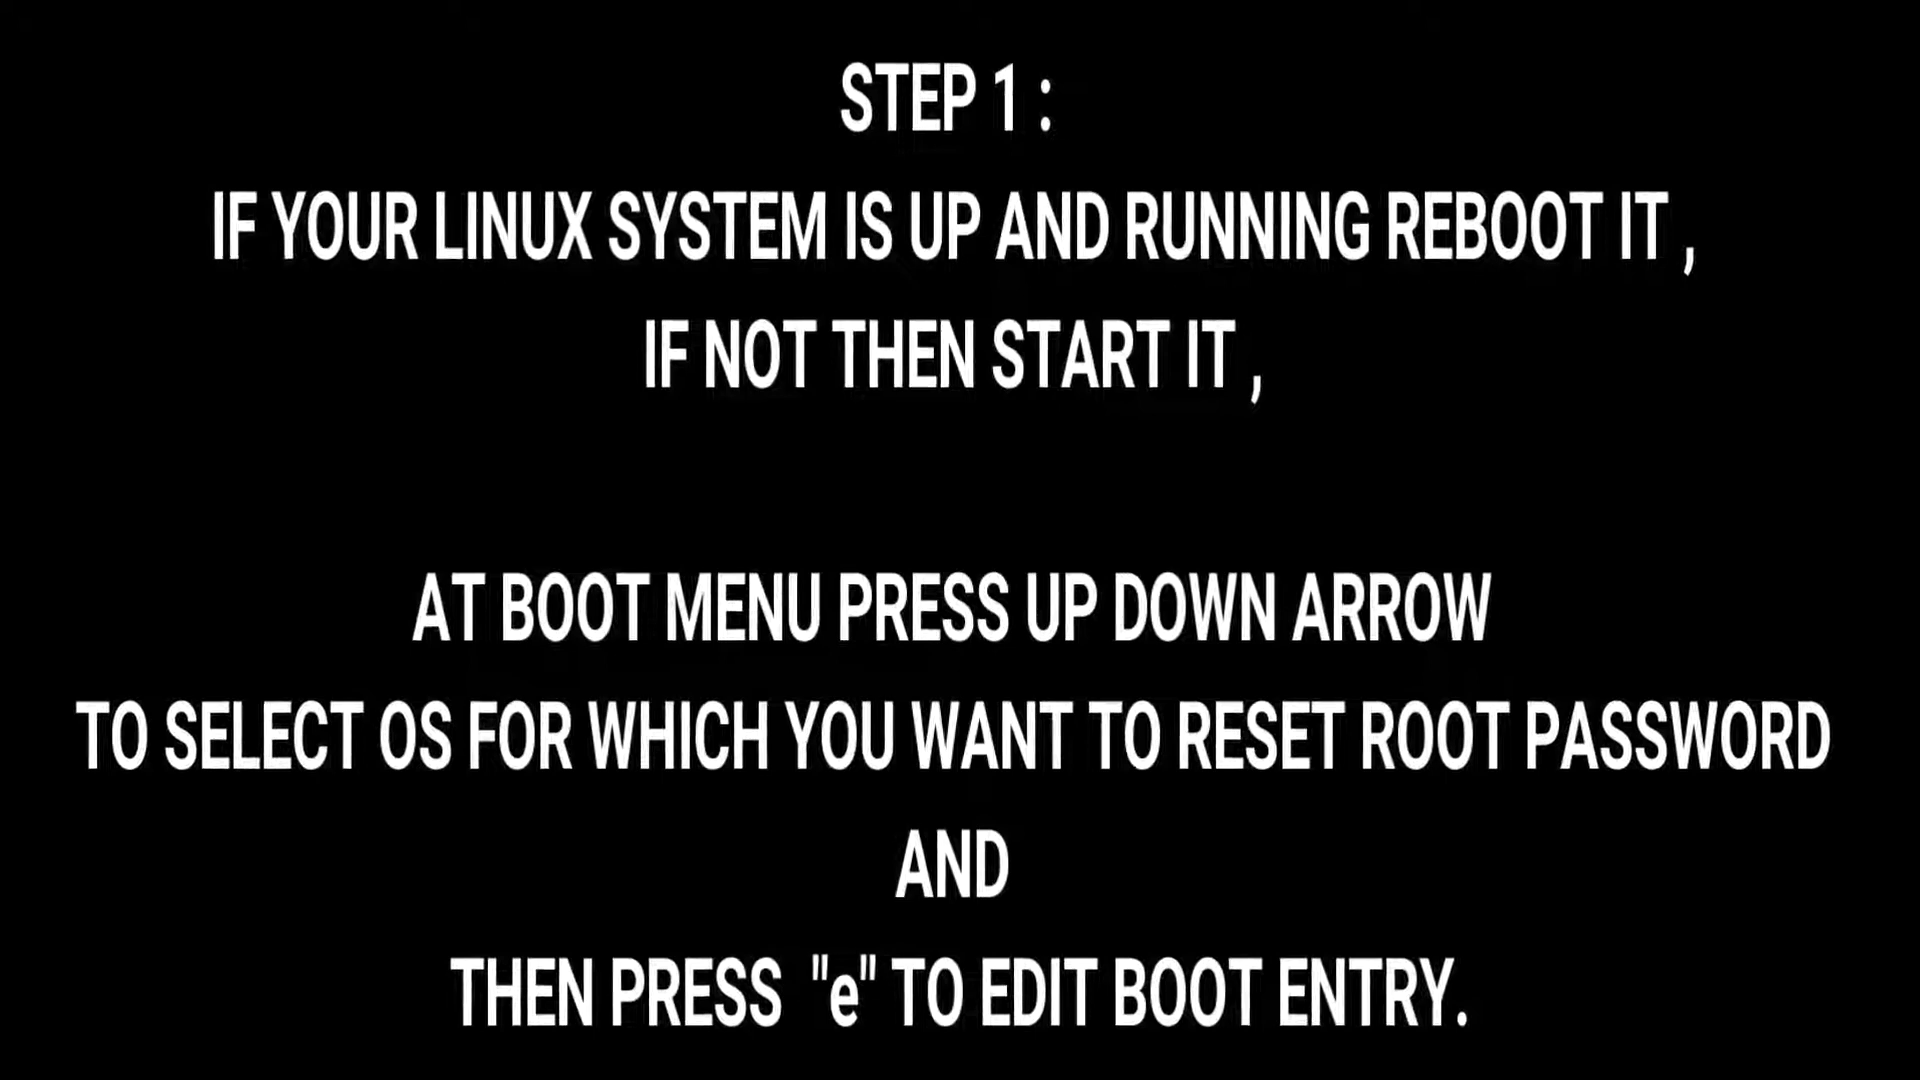 STEP 1 :
IF YOUR LINUX SYSTEM IS UP AND RUNNING REBOOT IT ,
IF NOT THEN START IT ,
AT BOOT MENU PRESS UP DOWN ARROW
TO SELECT OS FOR WHICH YOU WANT TO RESET ROOT PASSWORD
AND
THEN PRESS "e" TO EDIT BOOT ENTRY.